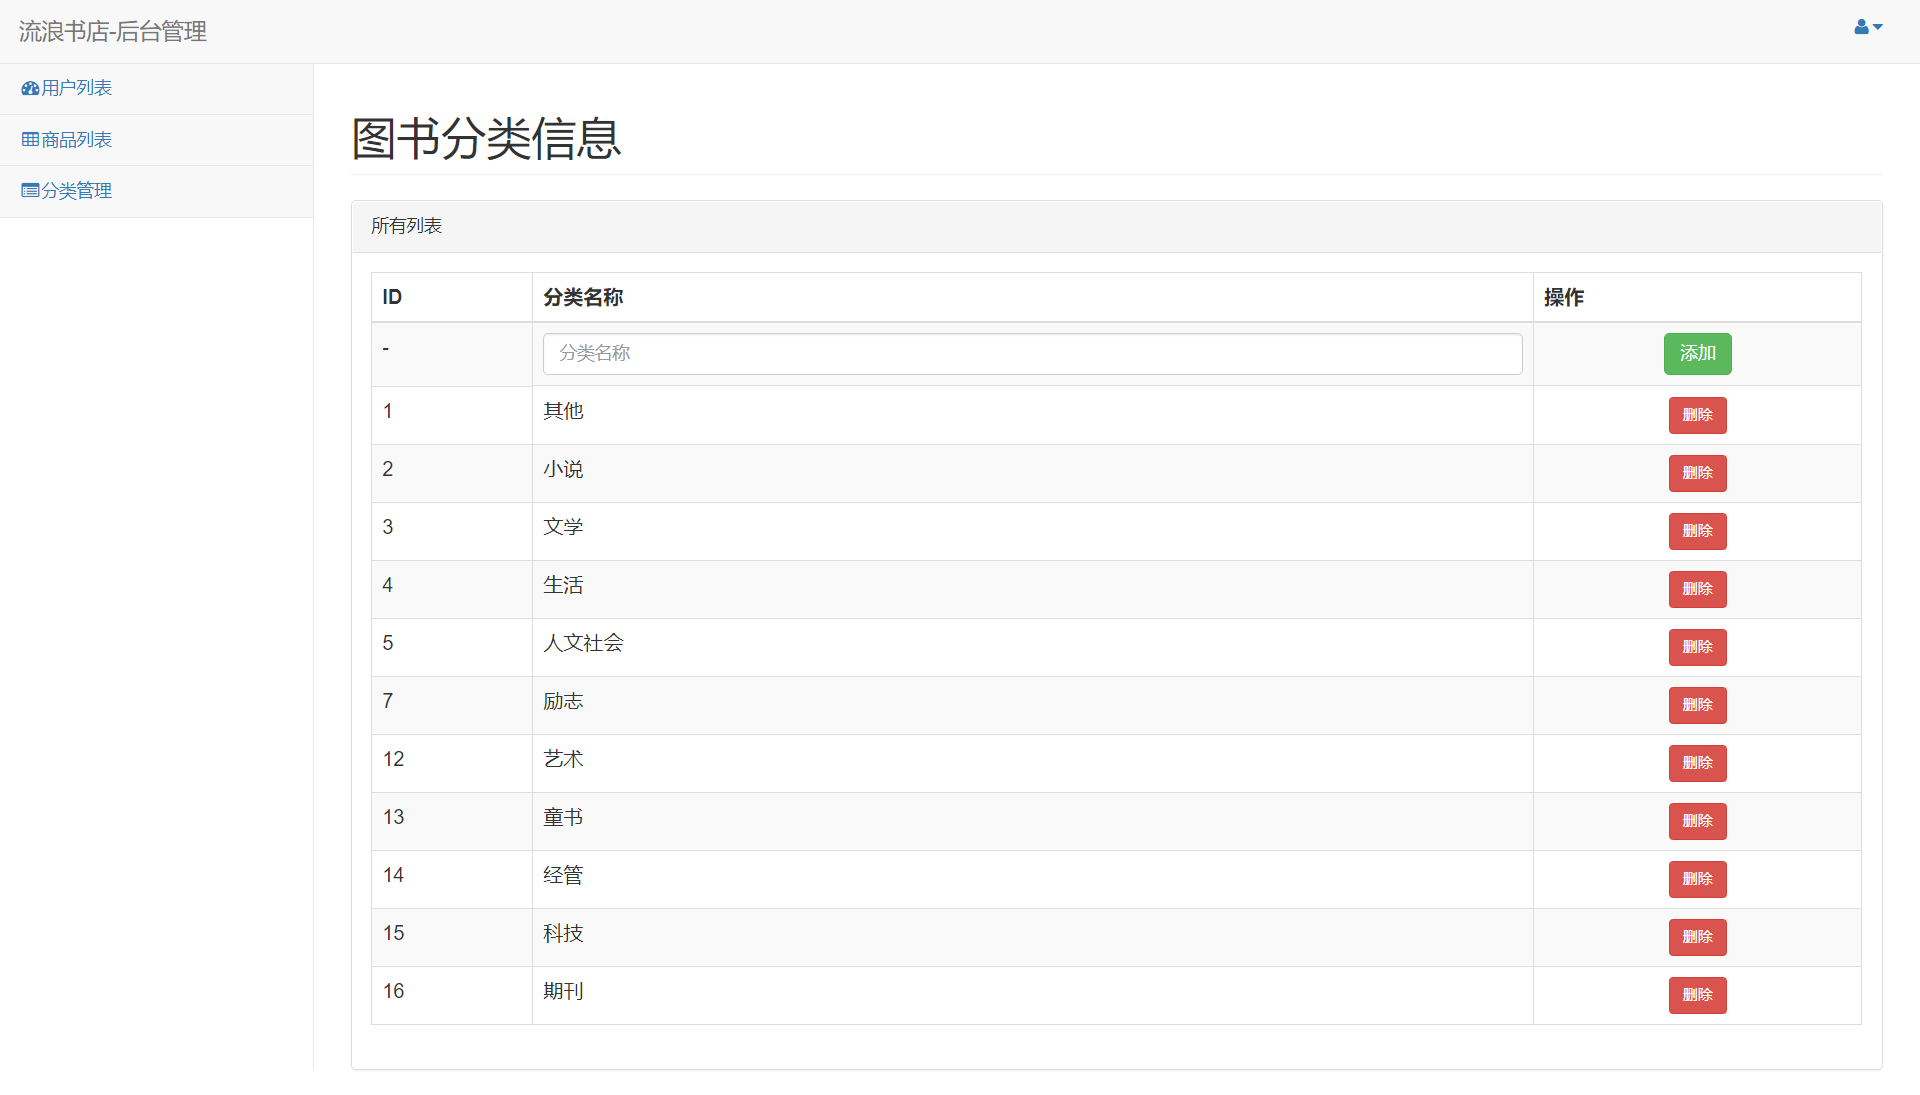 流浪书店-后台管理
用户列表
商品列表
分类管理
图书分类信息
所有列表
ID 分类名称 操作
- 分类名称 添加
1 其他 删除
2 小说 删除
3 文学 删除
4 生活 删除
5 人文社会 删除
7 励志 删除
12 艺术 删除
13 童书 删除
14 经管 删除
15 科技 删除
16 期刊 删除